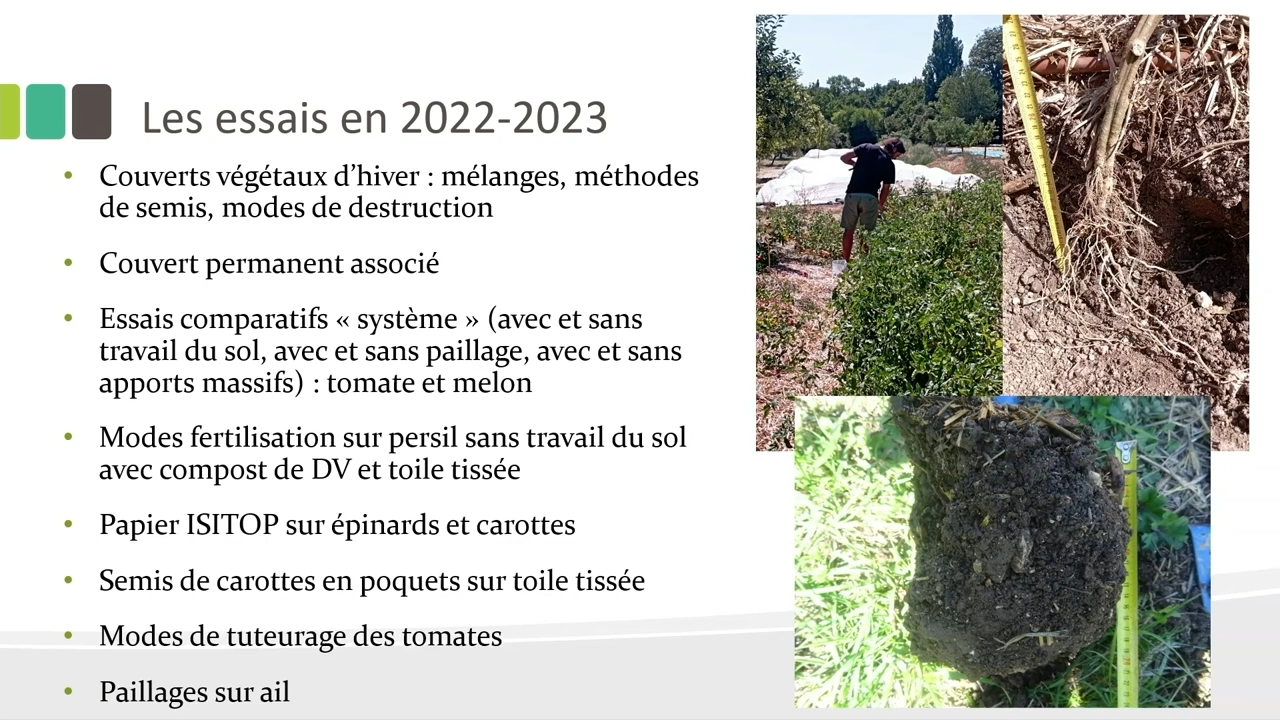 Les essais en 2022-2023
• Couverts végétaux d’hiver : mélanges, méthodes
de semis, modes de destruction
• Couvert permanent associé
• Essais comparatifs « système » (avec et sans
travail du sol, avec et sans paillage, avec et sans
apports massifs) : tomate et melon
• Modes fertilisation sur persil sans travail du sol
avec compost de DV et toile tissée
• Papier ISITOP sur épinards et carottes
• Semis de carottes en poquets sur toile tissée
• Modes de tuteurage des tomates
• Paillages sur ail